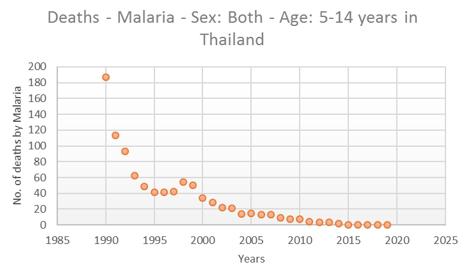 Deaths - Malaria - Sex: Both - Age: 5-14 years in
Thailand
No. of deaths by Malaria
200
180
160
140
120
100
80
60
40
20
0
1985 1990 1995 2000 2005 2010 2015 2020 2025
Years